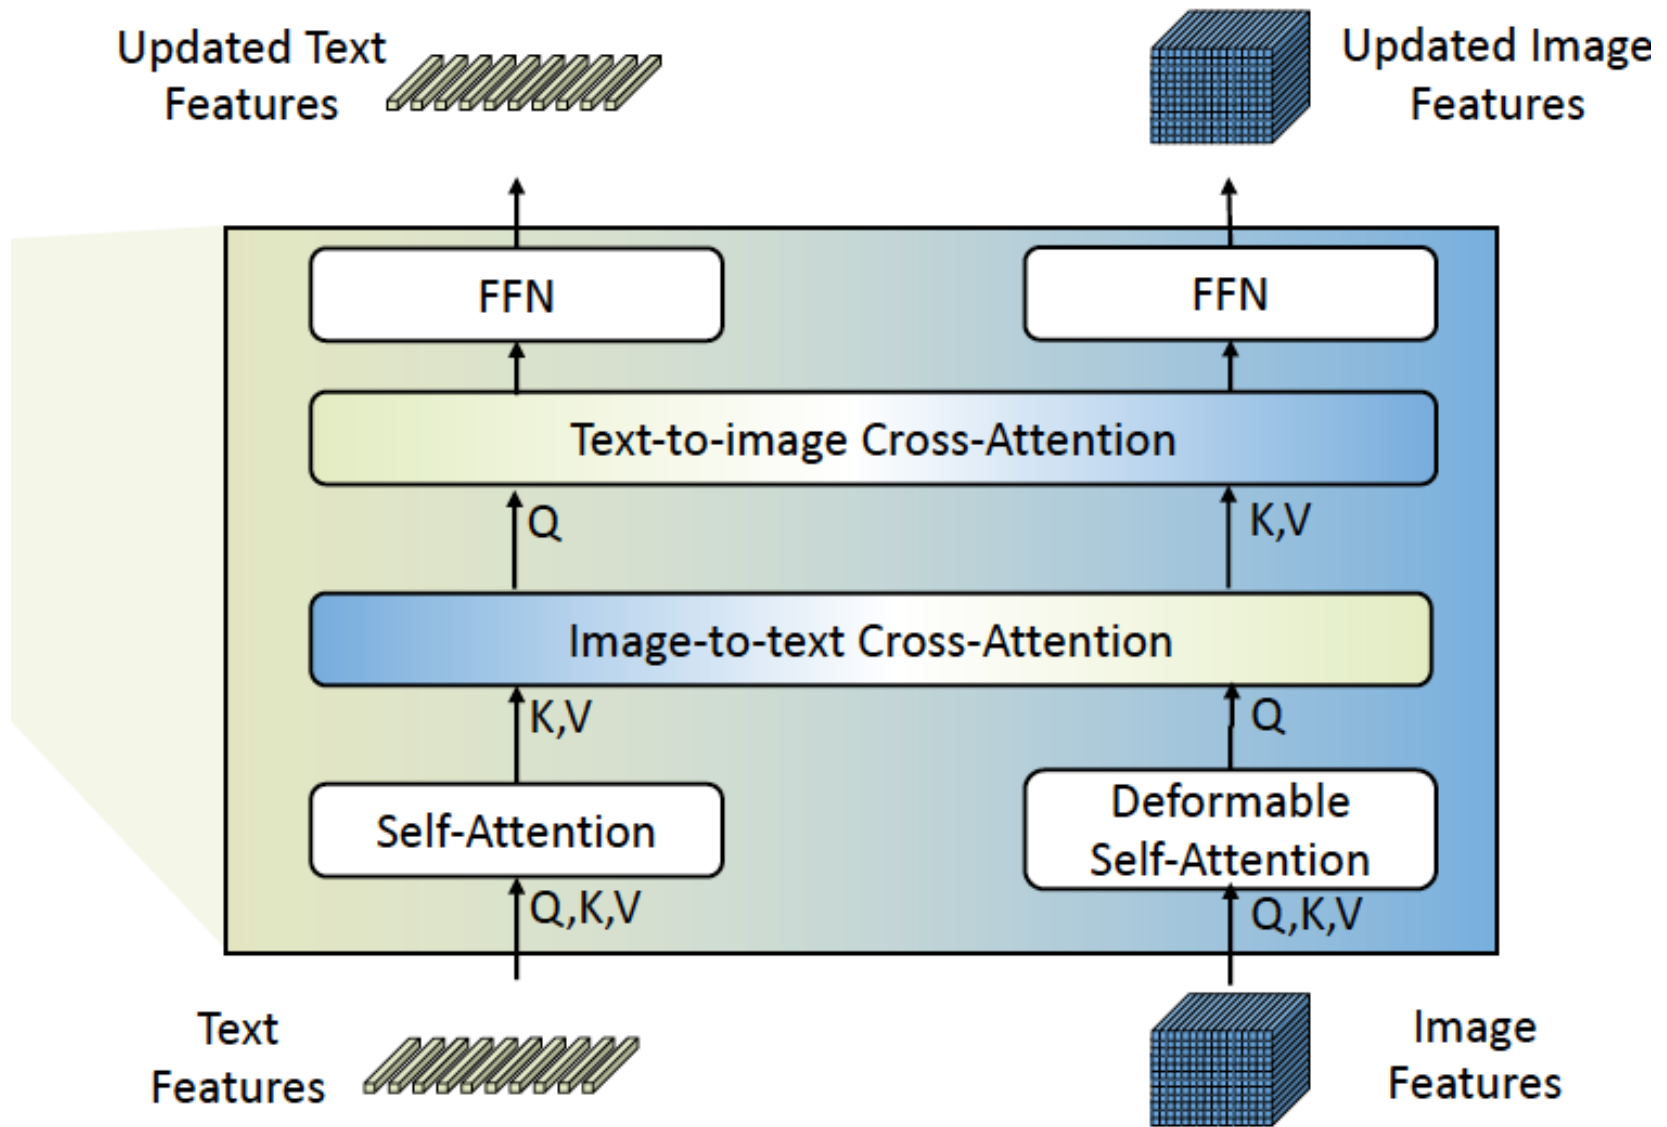 Updated Text
Features
Updated Image
Features
FFN
FFN
Text-to-image Cross-Attention
Q
K,V
Image-to-text Cross-Attention
K,V
Q
Self-Attention
Deformable
Self-Attention
Q,K,V
Q,K,V
Text
Features
Image
Features